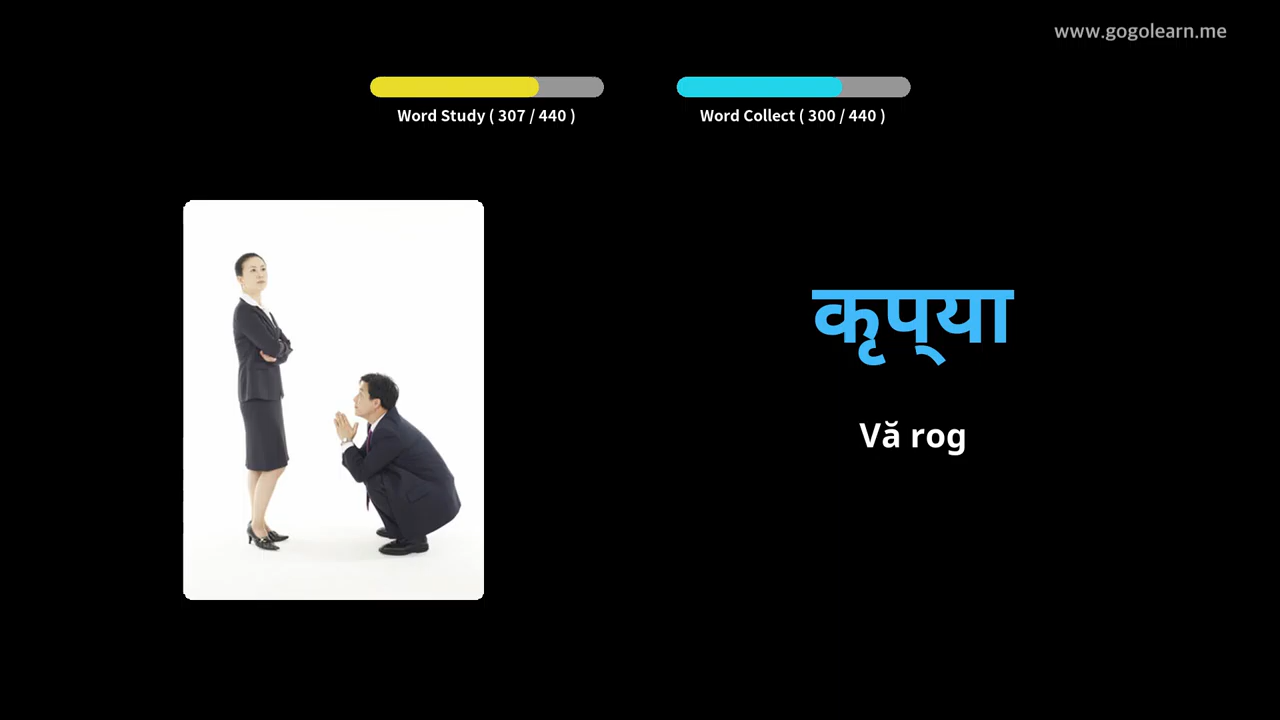 www.gogolearn.me
Word Study ( 307 / 440 )
Word Collect ( 300 / 440 )
कृप्‌या
Vă rog